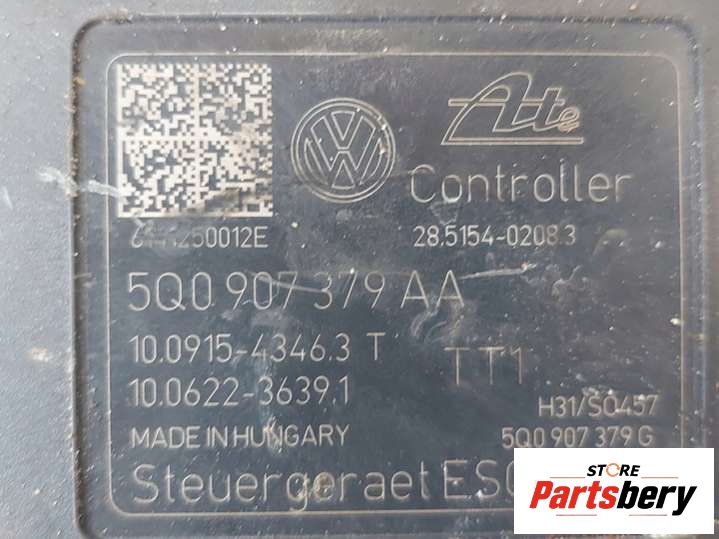 Ate
Controller
28.5154-0208.3
5Q0 907 379 AA
10.0915-4346.3 T
TT1
10.0622-3639.1
H31/SO457
MADE IN HUNGARY
5Q0 907 379 G
Steuergeraet
STORE
Partsbery